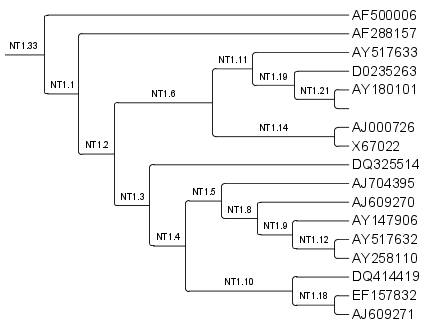 AF500006
NT1.33
AF288157
AY517633
NT1.11
D0235263
NT1.19
NT1.1
AY180101
NT1.21
NT1.6
AJ000726
NT1.14
NT1.2
X67022
DQ325514
AJ704395
NT1.5
NT1.3
AJ609270
NT1.8
AY147906
NT1.9
NT1.4
AY517632
NT1.12
AY258110
DQ414419
NT1.10
EF157832
NT1.18
AJ609271